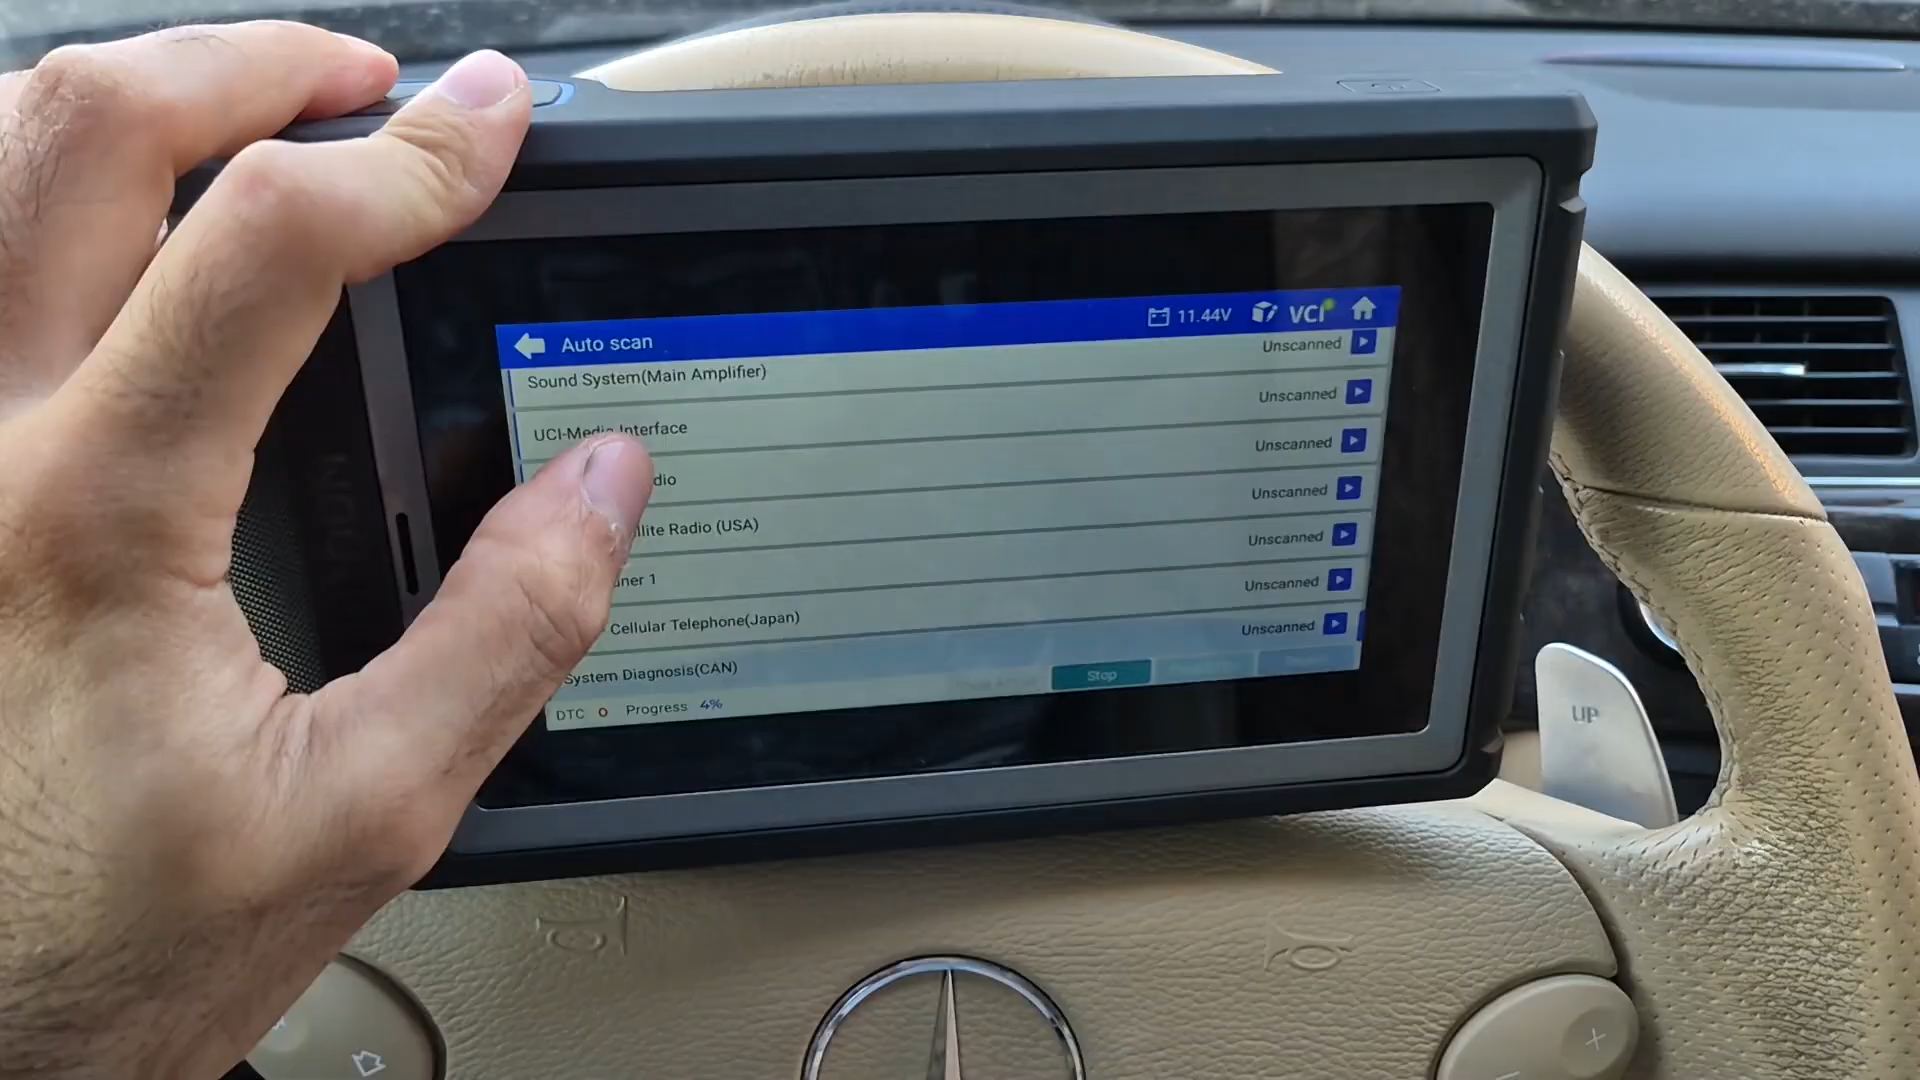 Auto scan 11.44V VCI
Sound System(Main Amplifier) Unscanned
UCI-Media Interface Unscanned
dio Unscanned
llite Radio (USA) Unscanned
uner 1 Unscanned
Cellular Telephone(Japan) Unscanned
System Diagnosis(CAN) Unscanned
Stop
DTC 0 Progress 4%
UP